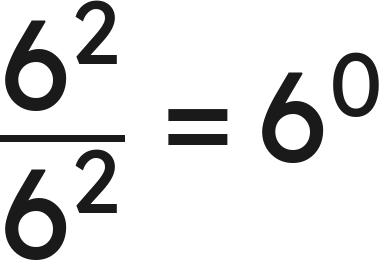 6²
6² = 6⁰